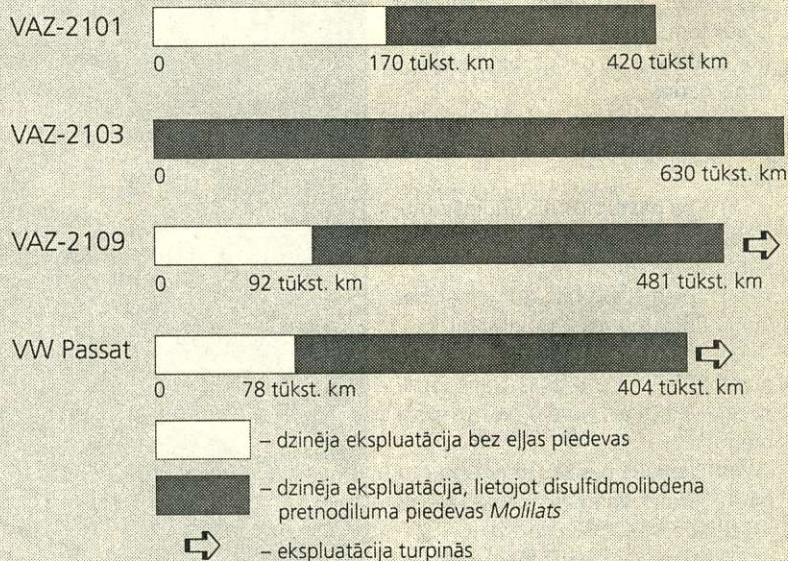 VAZ-2101
0 170 tūkst. km 420 tūkst km
VAZ-2103
0 630 tūkst. km
VAZ-2109
0 92 tūkst. km 481 tūkst. km
VW Passat
0 78 tūkst. km 404 tūkst. km
– dzinēja ekspluatācija bez eļļas piedevas
– dzinēja ekspluatācija, lietojot disulfidmolibdena
pretnodiluma piedevas Molilats
– ekspluatācija turpinās